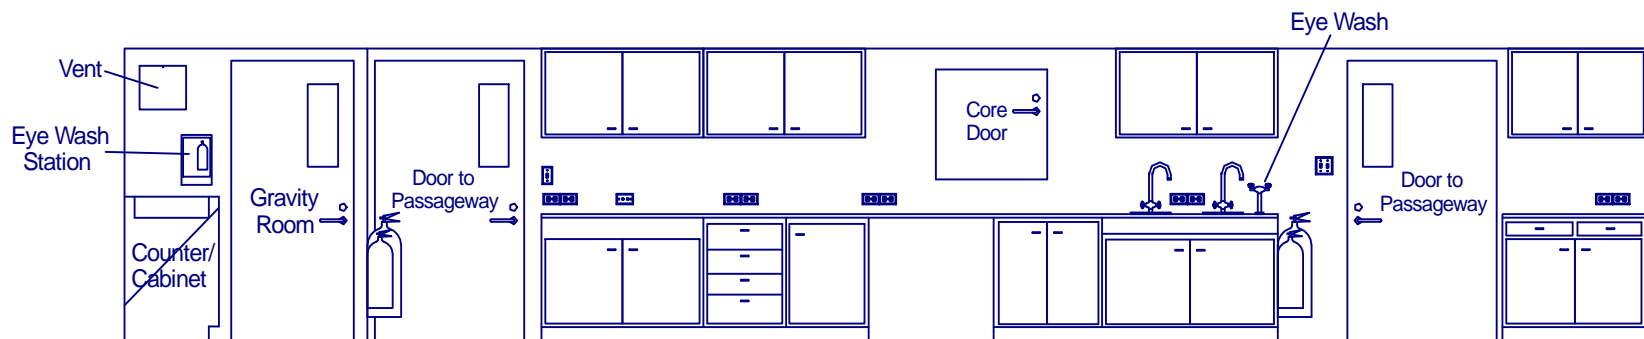 Eye Wash
Vent
Eye Wash
Station
Gravity
Room
Door to
Passageway
Core
Door
Door to
Passageway
Counter/
Cabinet